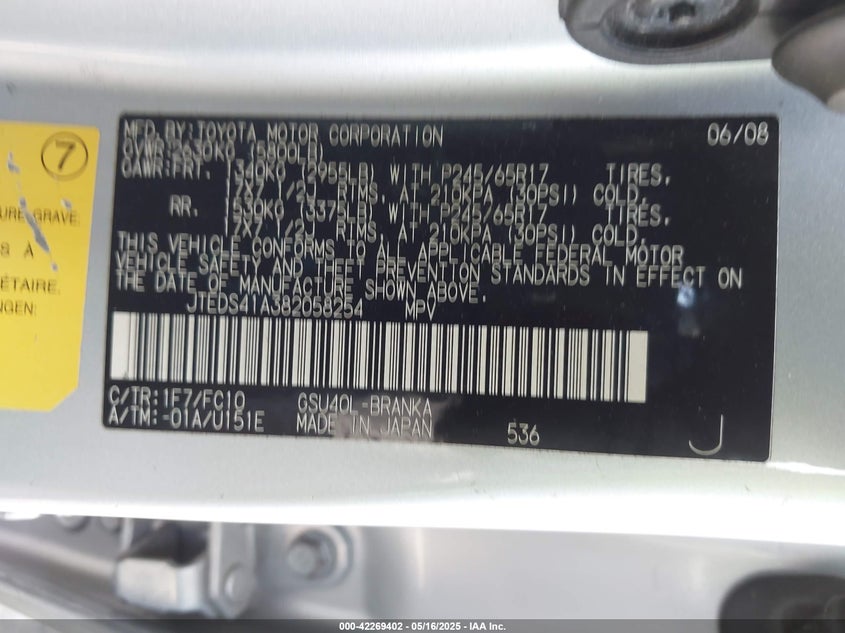 7
URE GRAVE.
S À
ÉTAIRE.
NGEN:
MFD. BY: TOYOTA MOTOR CORPORATION 06/08
GVWR: 2630KG (5800LB)
GAWR: FRT. 1340KG (2955LB) WITH P245/65R17 TIRES,
17X7 1/2J RIMS, AT 210KPA (30PSI) COLD.
RR. 1530KG (3375LB) WITH P245/65R17 TIRES,
17X7 1/2J RIMS, AT 210KPA (30PSI) COLD.
THIS VEHICLE CONFORMS TO ALL APPLICABLE FEDERAL MOTOR
VEHICLE SAFETY AND THEFT PREVENTION STANDARDS IN EFFECT ON
THE DATE OF MANUFACTURE SHOWN ABOVE.
JTEDS41A382058254 MPV
C/TR: 1F7/FC10 GSU40L-BRANKA
A/TM: -01A/U151E MADE IN JAPAN 536 J
000-42269402 - 05/16/2025 - IAA Inc.